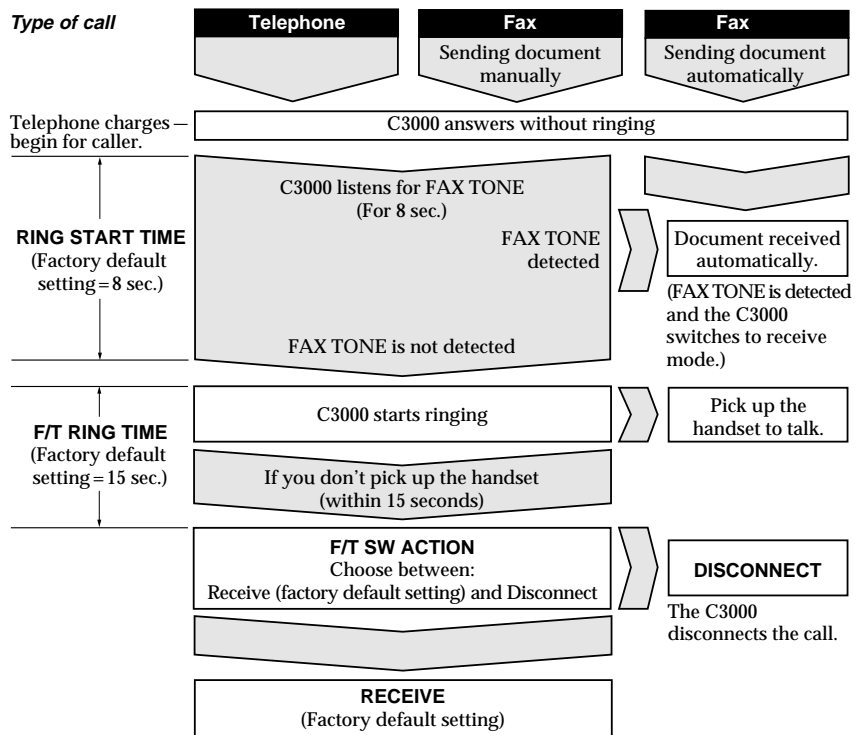 Type of call
Telephone
Fax
Fax
Sending document
manually
Sending document
automatically
Telephone charges —
begin for caller.
C3000 answers without ringing
C3000 listens for FAX TONE
(For 8 sec.)
RING START TIME
(Factory default
setting = 8 sec.)
FAX TONE
detected
Document received
automatically.
(FAX TONE is detected
and the C3000
switches to receive
mode.)
FAX TONE is not detected
F/T RING TIME
(Factory default
setting = 15 sec.)
C3000 starts ringing
Pick up the
handset to talk.
If you don't pick up the handset
(within 15 seconds)
F/T SW ACTION
Choose between:
Receive (factory default setting) and Disconnect
DISCONNECT
The C3000
disconnects the call.
RECEIVE
(Factory default setting)